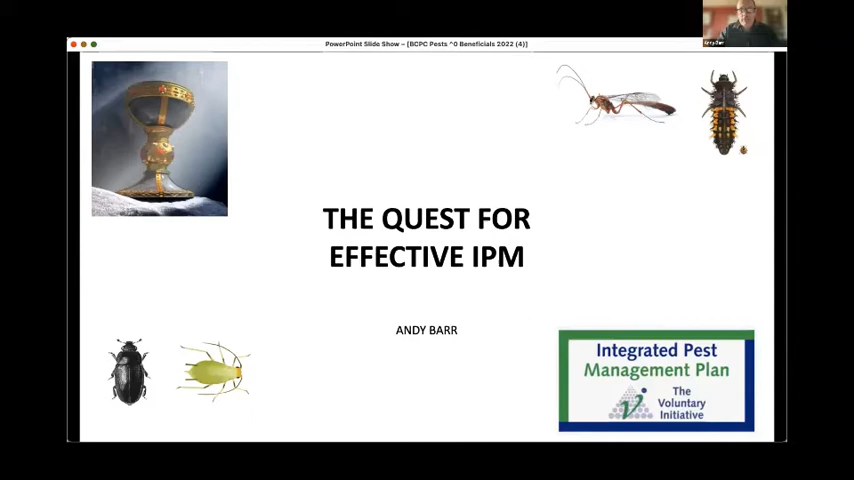 PowerPoint Slide Show – [BCPC Pests ^0 Beneficials 2022 (4)]
THE QUEST FOR
EFFECTIVE IPM
ANDY BARR
Integrated Pest
Management Plan
The
Voluntary
Initiative